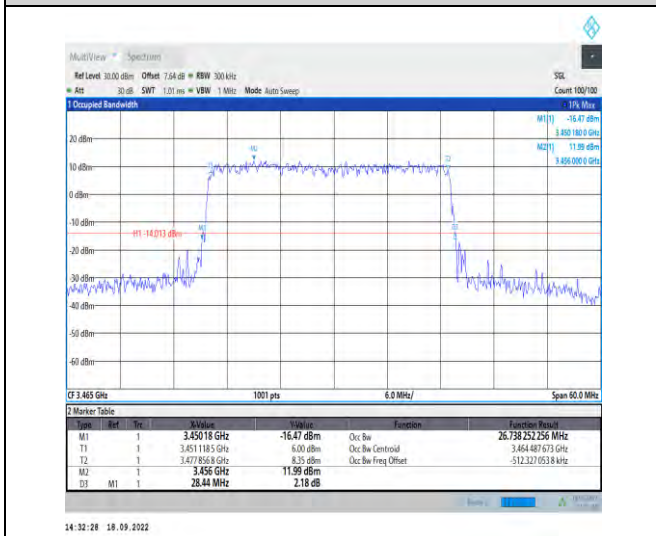 MultiView Spectrum
Ref Level 30.00 dBm Offset 7.64 dB RBW 300 kHz SGL
Att 30 dB SWT 1.01 ms VBW 1 MHz Mode Auto Sweep Count 100/100
1 Occupied Bandwidth 1Pk Max
M1[1] -16.47 dBm
3.450 180 0 GHz
M2[1] 11.99 dBm
3.456 000 0 GHz
20 dBm
M2
10 dBm
T2
0 dBm
-10 dBm
H1 -14.013 dBm
M1
D3
-20 dBm
-30 dBm
-40 dBm
-50 dBm
-60 dBm
CF 3.465 GHz 1001 pts 6.0 MHz/ Span 60.0 MHz
2 Marker Table
Type Ref Trc X-Value Y-Value Function Function Result
M1 1 3.45018 GHz -16.47 dBm Occ Bw 26.738 252 256 MHz
T1 1 3.451 118 5 GHz 6.00 dBm Occ Bw Centroid 3.464 487 673 GHz
T2 1 3.477 856 8 GHz 8.35 dBm Occ Bw Freq Offset -512.327 053 8 kHz
M2 1 3.456 GHz 11.99 dBm
D3 M1 1 28.44 MHz 2.18 dB
14:32:28 18.09.2022